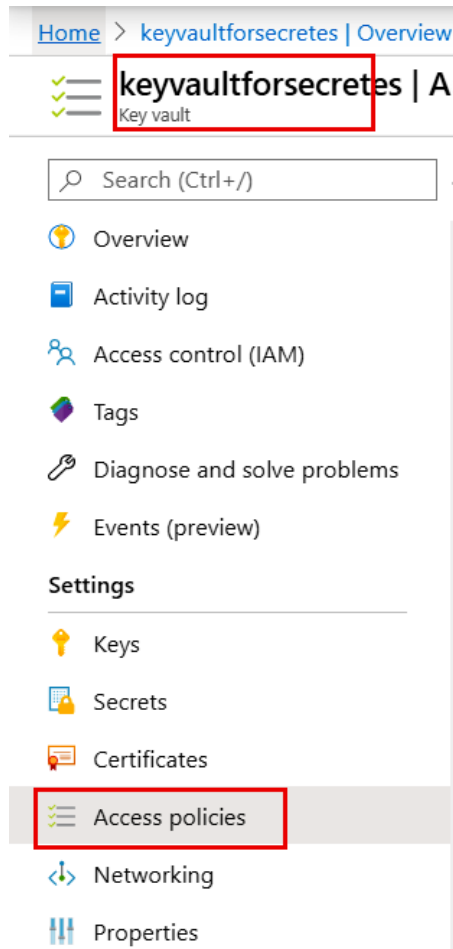 Home > keyvaultforsecretes | Overview
keyvaultforsecretes | A
Key vault
Search (Ctrl+/)
Overview
Activity log
Access control (IAM)
Tags
Diagnose and solve problems
Events (preview)
Settings
Keys
Secrets
Certificates
Access policies
Networking
Properties